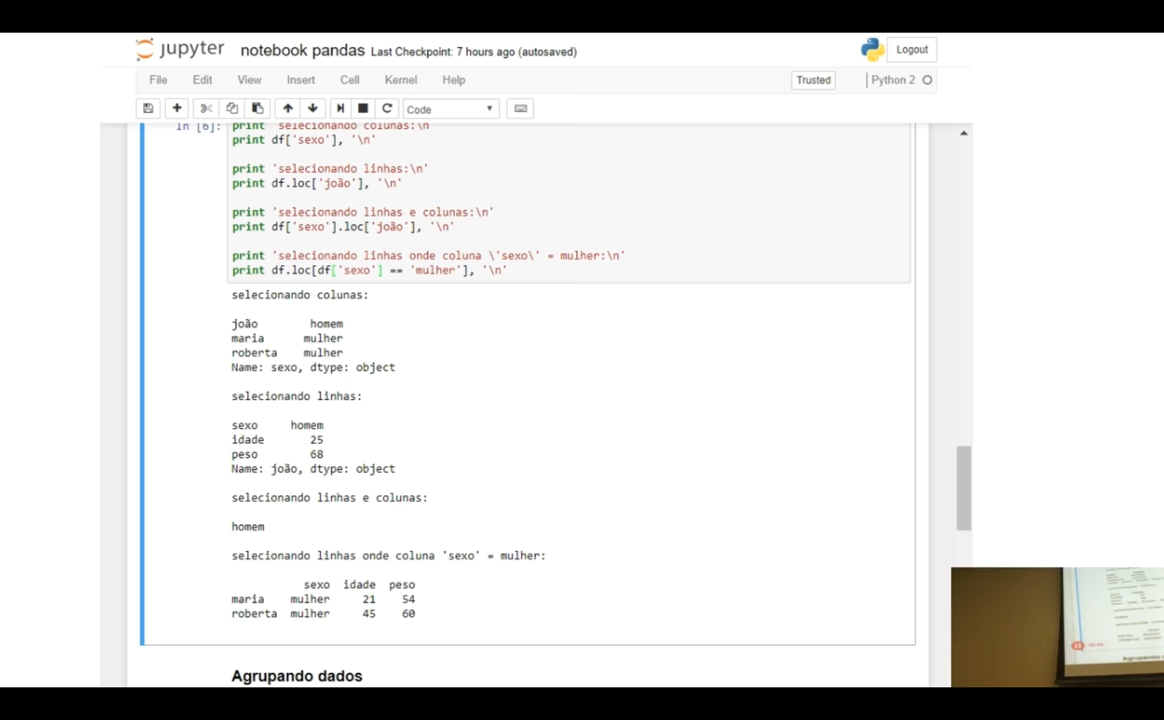 jupyter notebook pandas Last Checkpoint: 7 hours ago (autosaved) Logout
File Edit View Insert Cell Kernel Help Trusted Python 2
Code
In [6]: print 'selecionando colunas:\n'
print df['sexo'], '\n'
print 'selecionando linhas:\n'
print df.loc['joão'], '\n'
print 'selecionando linhas e colunas:\n'
print df['sexo'].loc['joão'], '\n'
print 'selecionando linhas onde coluna \'sexo\' = mulher:\n'
print df.loc[df['sexo'] == 'mulher'], '\n'
selecionando colunas:
joão homem
maria mulher
roberta mulher
Name: sexo, dtype: object
selecionando linhas:
sexo homem
idade 25
peso 68
Name: joão, dtype: object
selecionando linhas e colunas:
homem
selecionando linhas onde coluna 'sexo' = mulher:
sexo idade peso
maria mulher 21 54
roberta mulher 45 60
Agrupando dados